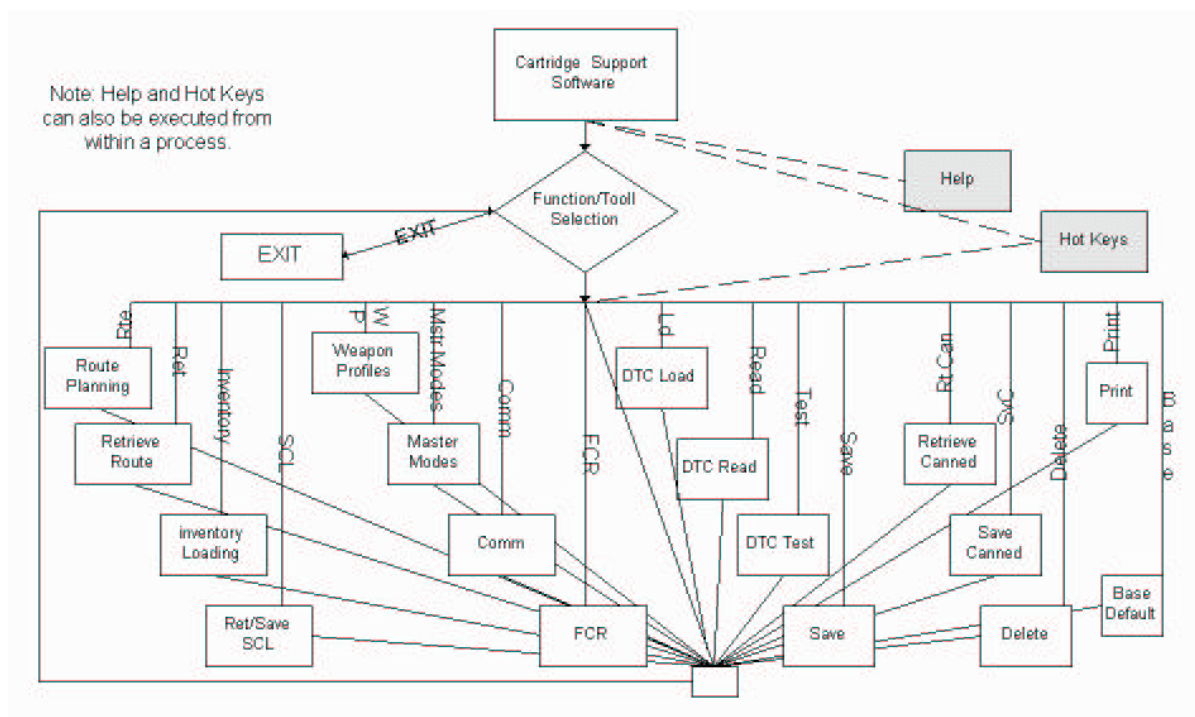 Cartridge Support
Software
Note: Help and Hot Keys
can also be executed from
within a process.
Help
Function/Tooll
Selection
Hot Keys
EXIT
EXIT
Rte
Ret
Inventory
SCL
W P
Mstr Modes
Comm
FCR
Ld
Read
Test
Save
Rt.Can
SvC
Delete
Print
Base
Route
Planning
Weapon
Profiles
DTC Load
Print
Retrieve
Route
Master
Modes
DTC Read
Retrieve
Canned
inventory
Loading
Comm
DTC Test
Save
Canned
Ret/Save
SCL
FCR
Save
Delete
Base
Default